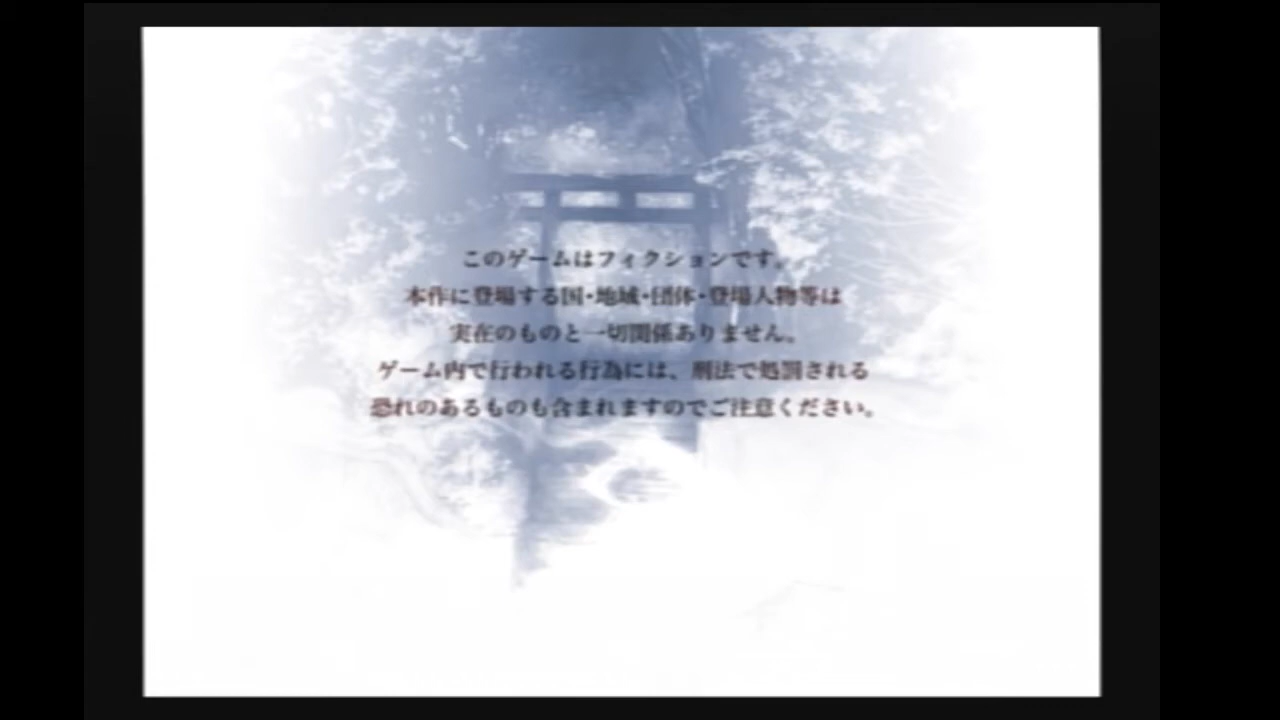 このゲームはフィクションです。
本作に登場する国・地域・団体・登場人物等は
実在のものと一切関係ありません。
ゲーム内で行われる行為には、刑法で処罰される
恐れのあるものも含まれますのでご注意ください。